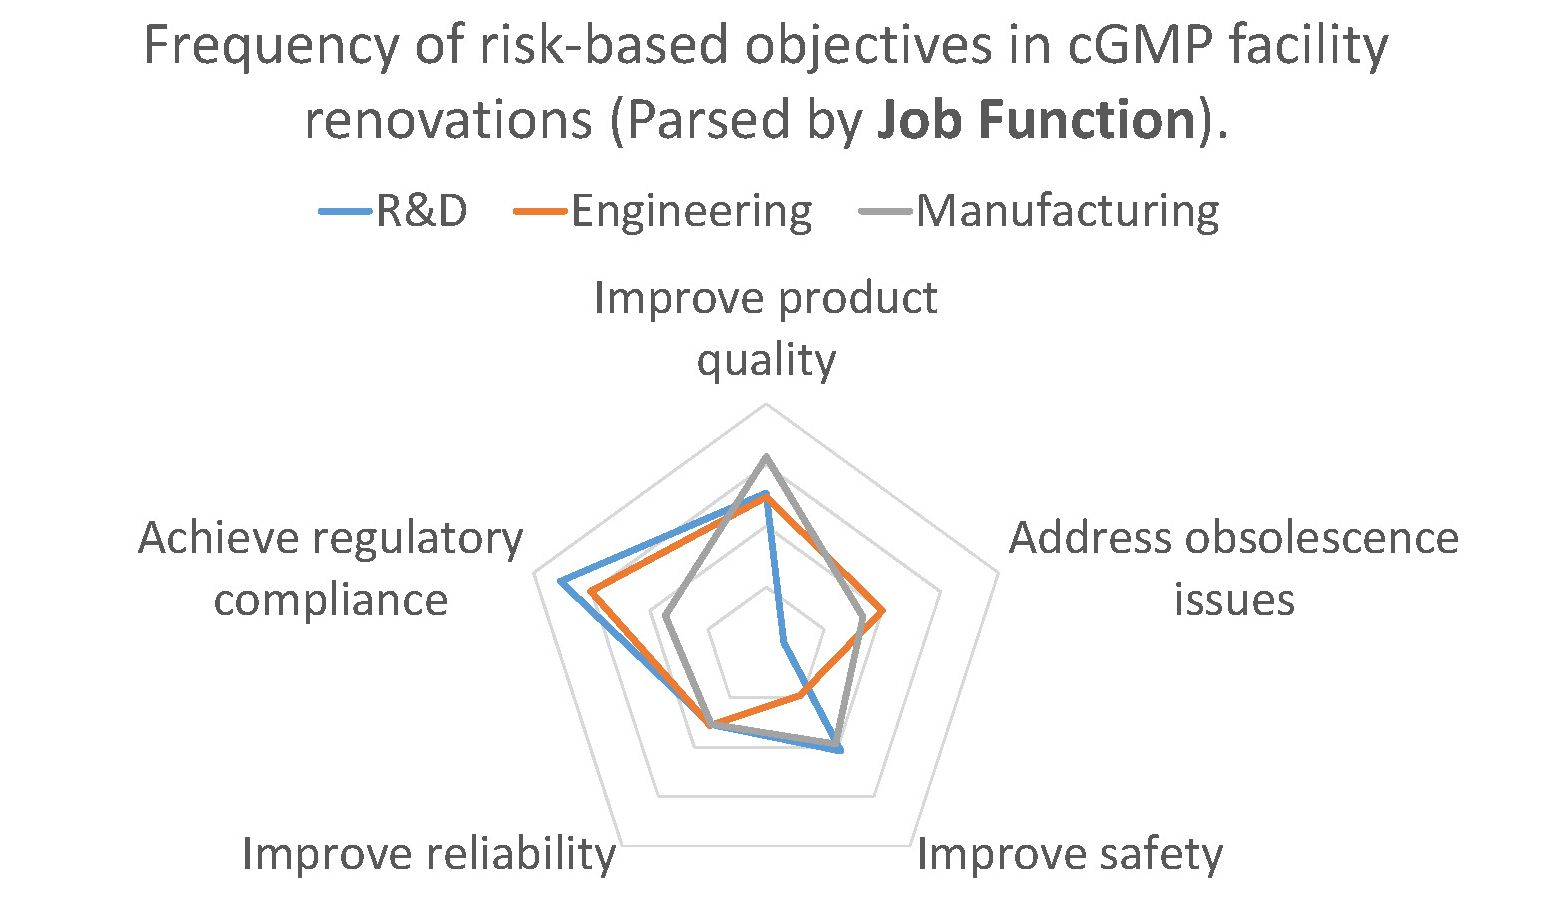 Frequency of risk-based objectives in cGMP facility
renovations (Parsed by Job Function).
R&D Engineering Manufacturing
Improve product
quality
Achieve regulatory
compliance
Address obsolescence
issues
Improve reliability
Improve safety